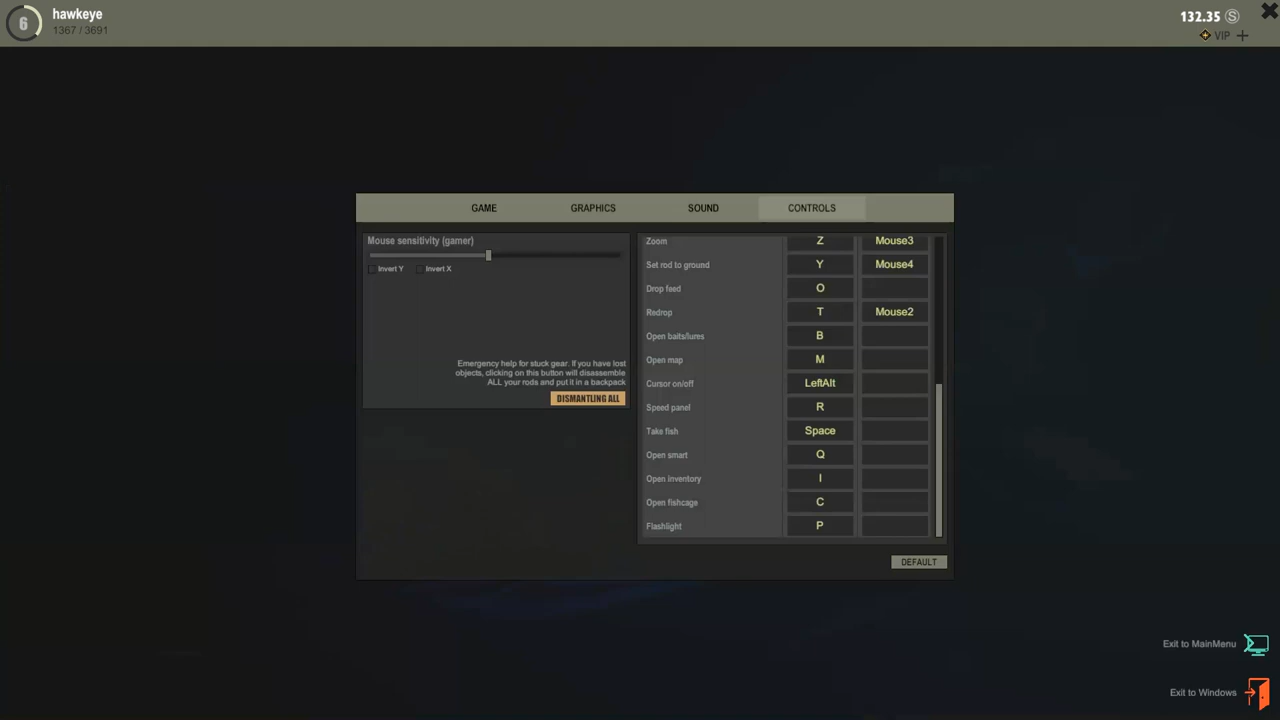 6
hawkeye
1367 / 3691
132.35 S
VIP +
GAME GRAPHICS SOUND CONTROLS
Mouse sensitivity (gamer)
Invert Y Invert X
Emergency help for stuck gear. If you have lost
objects, clicking on this button will disassemble
ALL your rods and put it in a backpack
DISMANTLING ALL
Zoom Z Mouse3
Set rod to ground Y Mouse4
Drop feed O
Redrop T Mouse2
Open baits/lures B
Open map M
Cursor on/off LeftAlt
Speed panel R
Take fish Space
Open smart Q
Open inventory I
Open fishcage C
Flashlight P
DEFAULT
Exit to MainMenu
Exit to Windows